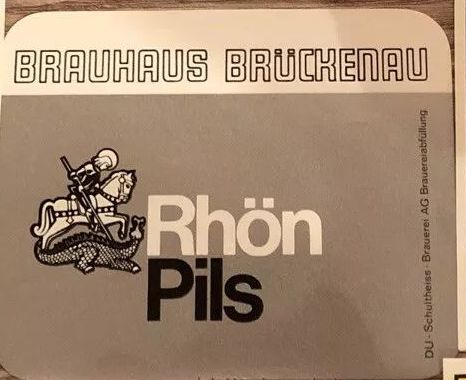 BRAUHAUS BRÜCKENAU
Rhön
Pils
DU - Schultheiss - Brauerei AG Brauereiabfüllung